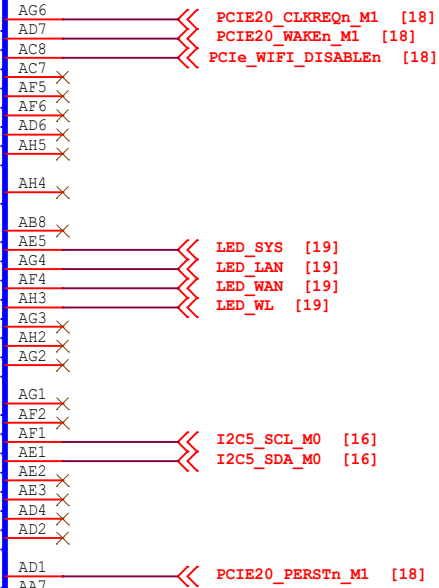 AG6 PCIE20_CLKREQn_M1 [18]
AD7 PCIE20_WAKEn_M1 [18]
AC8 PCIe_WIFI_DISABLEn [18]
AC7
AF5
AF6
AD6
AH5
AH4
AB8
AE5 LED_SYS [19]
AG4 LED_LAN [19]
AF4 LED_WAN [19]
AH3 LED_WL [19]
AG3
AH2
AG2
AG1
AF2
AF1 I2C5_SCL_M0 [16]
AE1 I2C5_SDA_M0 [16]
AE2
AE3
AD4
AD2
AD1 PCIE20_PERSTn_M1 [18]
AA7